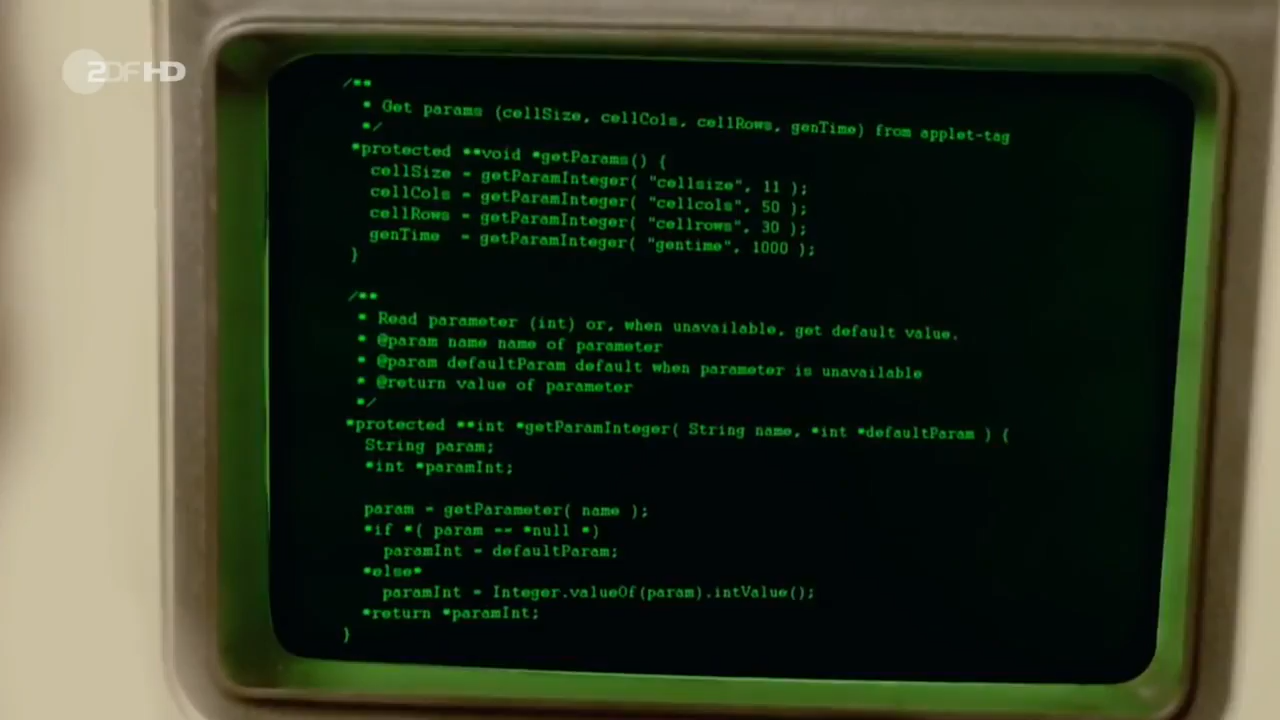 ZDFHD
/**
 * Get params (cellSize, cellCols, cellRows, genTime) from applet-tag
 */
*protected **void *getParams() {
  cellSize = getParamInteger( "cellsize", 11 );
  cellCols = getParamInteger( "cellcols", 50 );
  cellRows = getParamInteger( "cellrows", 30 );
  genTime  = getParamInteger( "gentime", 1000 );
}
/**
 * Read parameter (int) or, when unavailable, get default value.
 * @param name name of parameter
 * @param defaultParam default when parameter is unavailable
 * @return value of parameter
 */
*protected **int *getParamInteger( String name, *int *defaultParam ) {
  String param;
  *int *paramInt;
  param = getParameter( name );
  *if *( param == *null *)
    paramInt = defaultParam;
  *else*
    paramInt = Integer.valueOf(param).intValue();
  *return *paramInt;
}